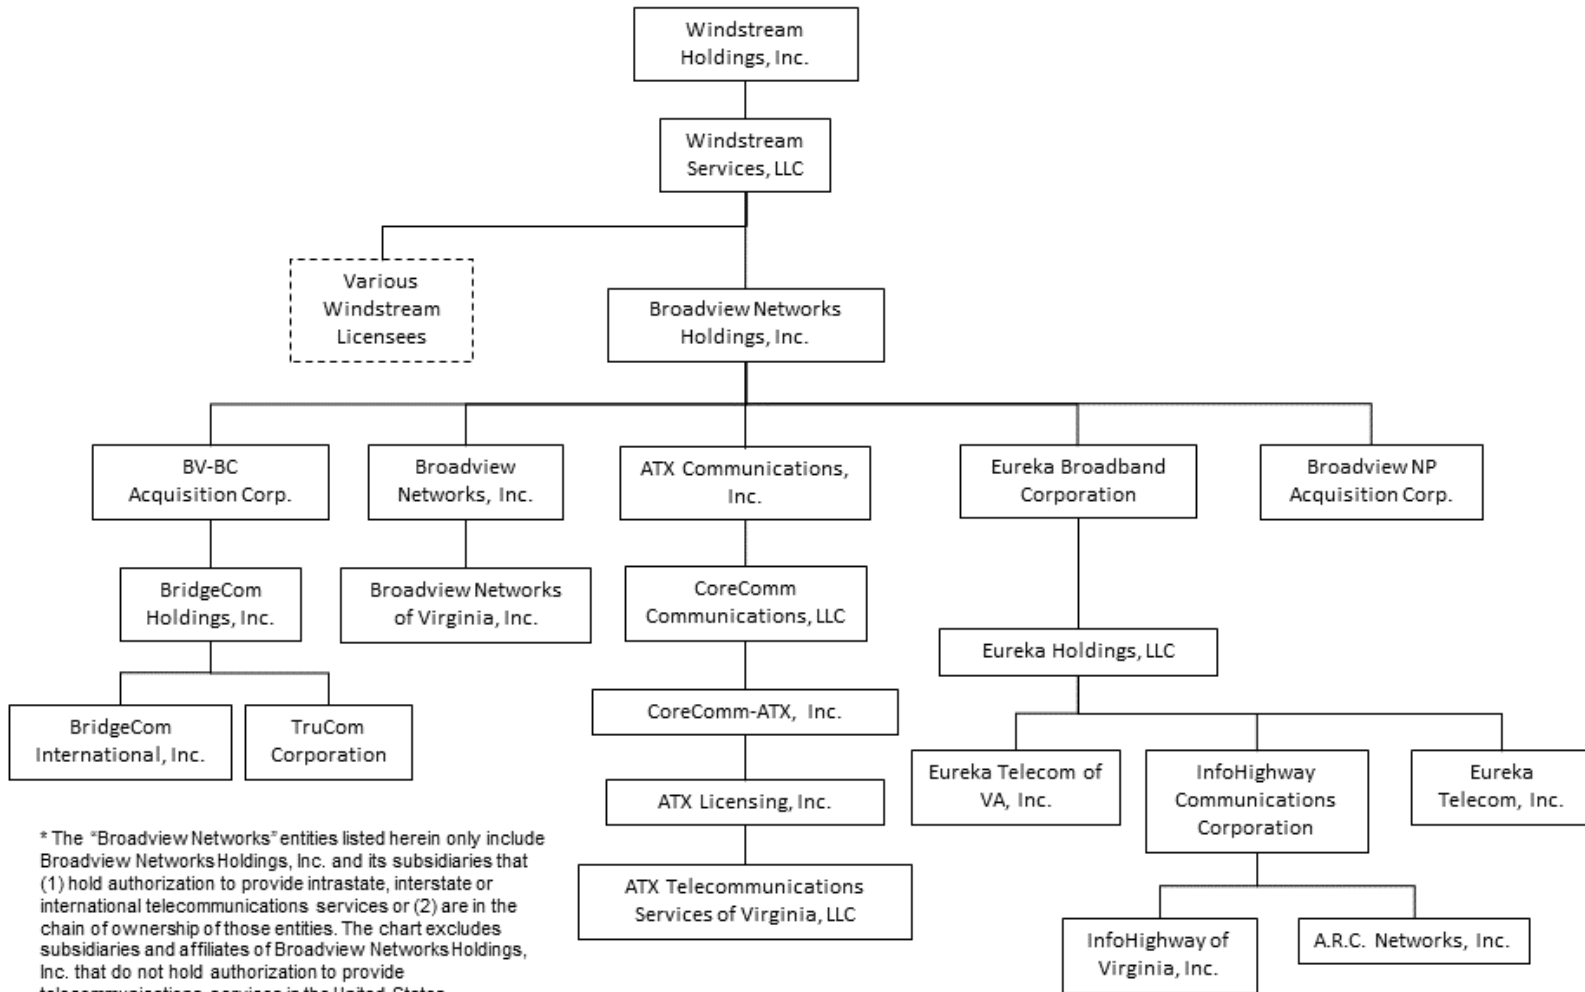 Windstream
Holdings, Inc.
Windstream
Services, LLC
Various
Windstream
Licensees
Broadview Networks
Holdings, Inc.
BV-BC
Acquisition Corp.
Broadview
Networks, Inc.
ATX Communications,
Inc.
Eureka Broadband
Corporation
Broadview NP
Acquisition Corp.
BridgeCom
Holdings, Inc.
Broadview Networks
of Virginia, Inc.
CoreComm
Communications, LLC
Eureka Holdings, LLC
BridgeCom
International, Inc.
TruCom
Corporation
CoreComm-ATX, Inc.
Eureka Telecom of
VA, Inc.
InfoHighway
Communications
Corporation
Eureka
Telecom, Inc.
ATX Licensing, Inc.
ATX Telecommunications
Services of Virginia, LLC
InfoHighway of
Virginia, Inc.
A.R.C. Networks, Inc.
* The “Broadview Networks” entities listed herein only include
Broadview Networks Holdings, Inc. and its subsidiaries that
(1) hold authorization to provide intrastate, interstate or
international telecommunications services or (2) are in the
chain of ownership of those entities. The chart excludes
subsidiaries and affiliates of Broadview Networks Holdings,
Inc. that do not hold authorization to provide
telecommunications services in the United States